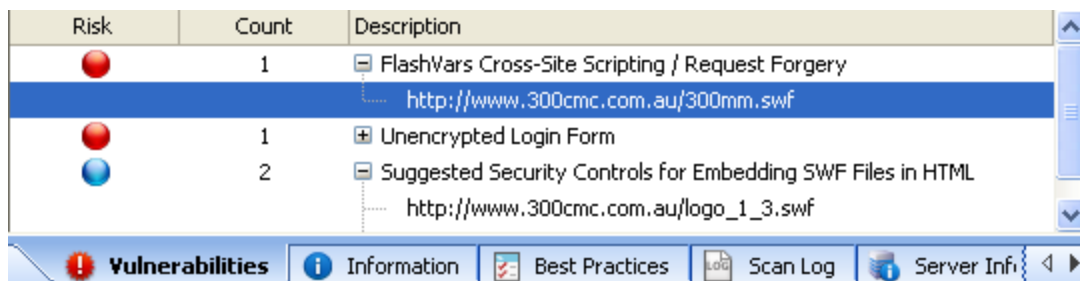 Risk Count Description
1 FlashVars Cross-Site Scripting / Request Forgery
http://www.300cmc.com.au/300mm.swf
1 Unencrypted Login Form
2 Suggested Security Controls for Embedding SWF Files in HTML
http://www.300cmc.com.au/logo_1_3.swf
Vulnerabilities Information Best Practices LOG Scan Log Server Inf